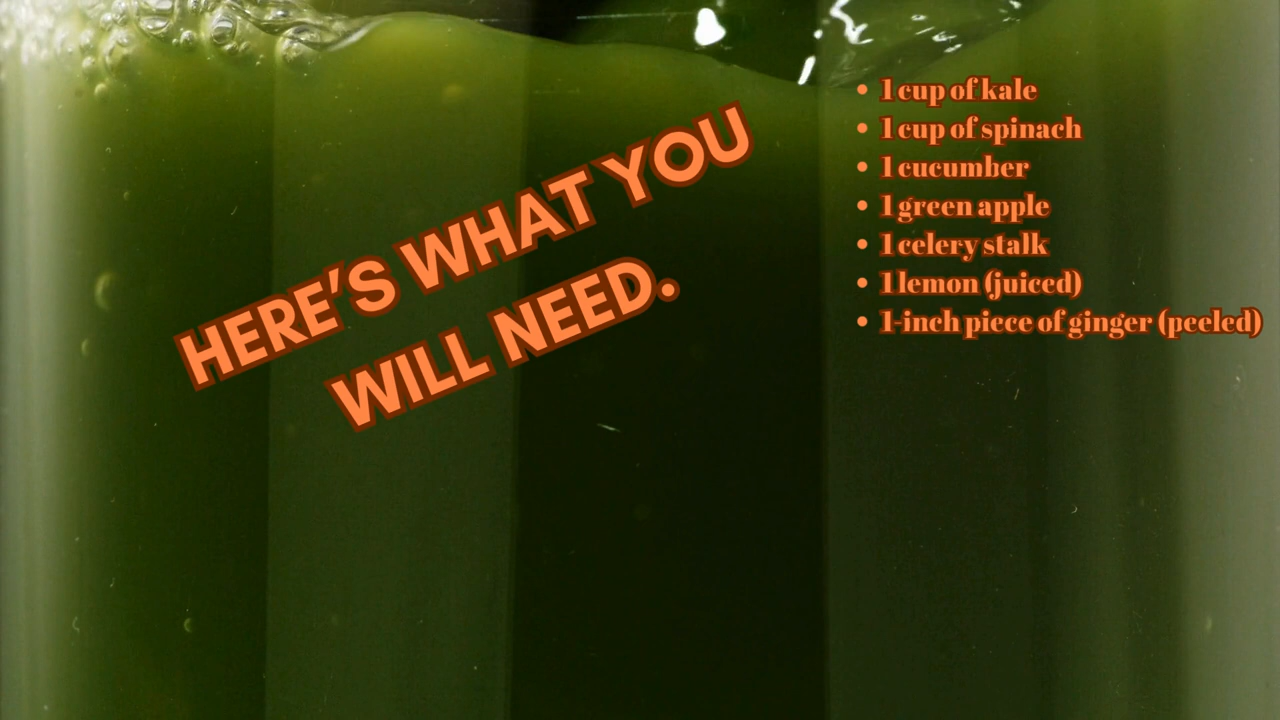 HERE'S WHAT YOU
WILL NEED.
• 1 cup of kale
• 1 cup of spinach
• 1 cucumber
• 1 green apple
• 1 celery stalk
• 1 lemon (juiced)
• 1-inch piece of ginger (peeled)